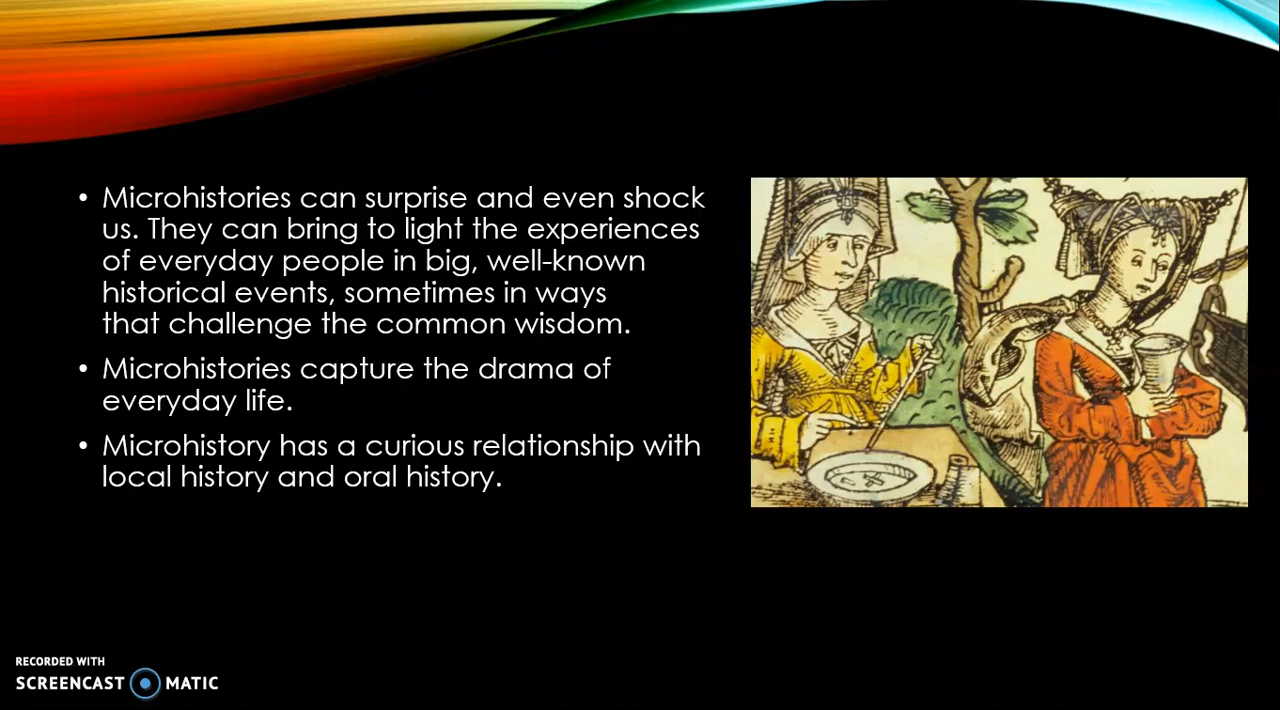 • Microhistories can surprise and even shock
us. They can bring to light the experiences
of everyday people in big, well-known
historical events, sometimes in ways
that challenge the common wisdom.
• Microhistories capture the drama of
everyday life.
• Microhistory has a curious relationship with
local history and oral history.
RECORDED WITH
SCREENCAST MATIC